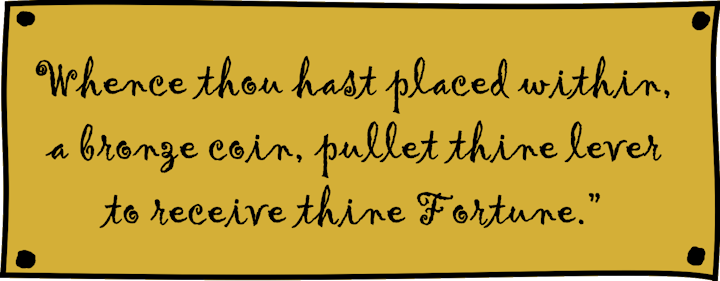 Whence thou hast placed within,
a bronze coin, pullet thine lever
to receive thine Fortune.”